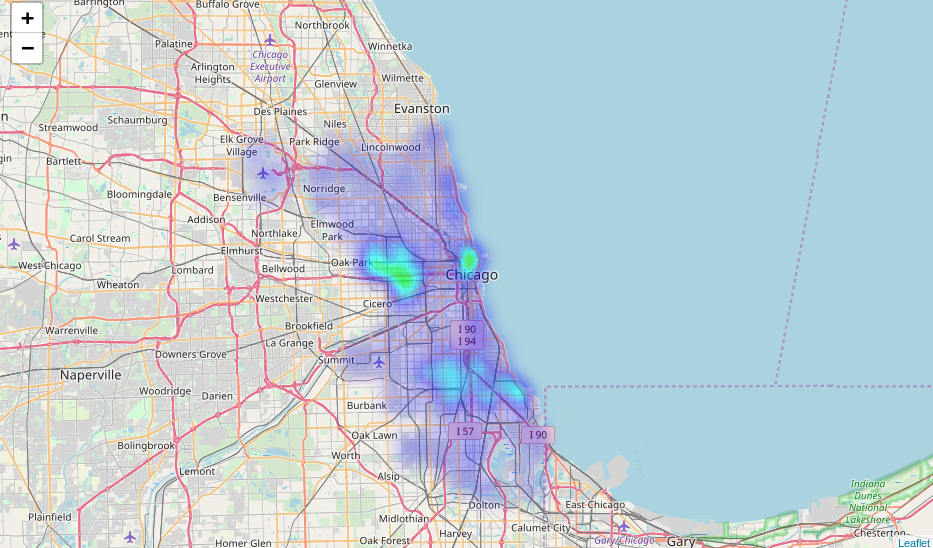 Barrington
Buffalo Grove
+
−
Northbrook
Palatine
Winnetka
Chicago
Executive
Airport
Arlington
Heights
Wilmette
Glenview
Evanston
Des Plaines
Schaumburg
Streamwood
Niles
Elk Grove
Village
Park Ridge
Lincolnwood
Bartlett
Norridge
Bloomingdale
Bensenville
Addison
Elmwood
Park
Northlake
Carol Stream
Elmhurst
Oak Park
West Chicago
Lombard
Bellwood
Chicago
Wheaton
Westchester
Cicero
Brookfield
I 90
I 94
Warrenville
La Grange
Downers Grove
Summit
Naperville
Woodridge
Darien
Burbank
I 57
I 90
Oak Lawn
Bolingbrook
Worth
Lemont
Alsip
Indiana
Dunes
National
Lakeshore
Dolton
East Chicago
Plainfield
Midlothian
Calumet City
Harvey
Chesterton
Homer Glen
Oak Forest
Gary/Chicago
Gary
Leaflet